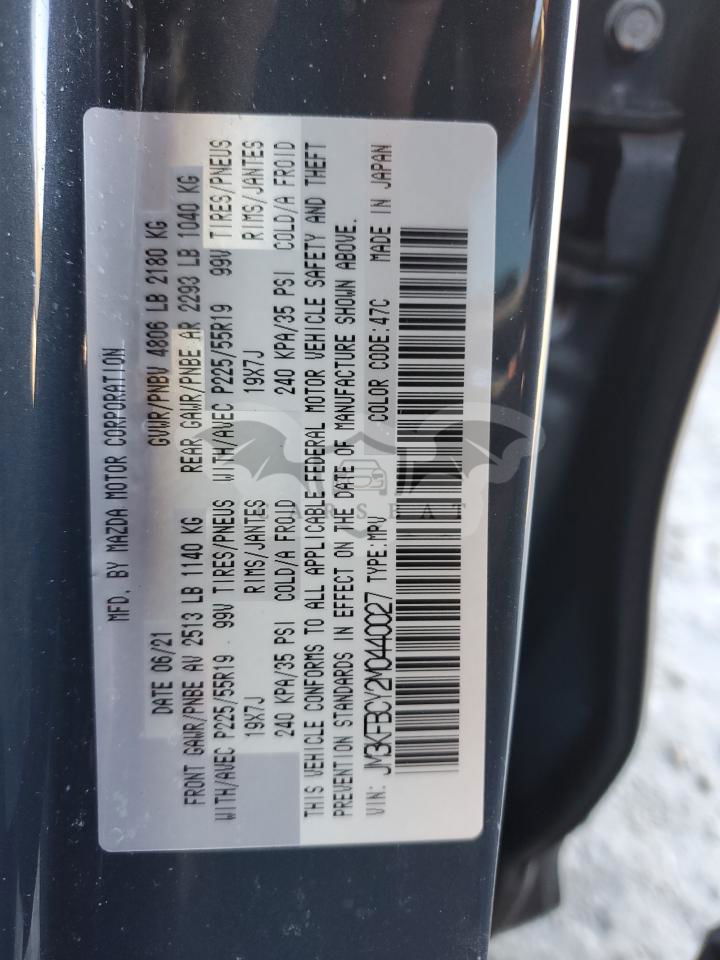 MFD. BY MAZDA MOTOR CORPORATION
DATE 06/21 GVWR/PNBV 4806 LB 2180 KG
FRONT GAWR/PNBE AV 2513 LB 1140 KG REAR GAWR/PNBE AR 2293 LB 1040 KG
WITH/AVEC P225/55R19 99V TIRES/PNEUS WITH/AVEC P225/55R19 99V TIRES/PNEUS
19X7J RIMS/JANTES 19X7J RIMS/JANTES
240 KPA/35 PSI COLD/A FROID 240 KPA/35 PSI COLD/A FROID
THIS VEHICLE CONFORMS TO ALL APPLICABLE FEDERAL MOTOR VEHICLE SAFETY AND THEFT
PREVENTION STANDARDS IN EFFECT ON THE DATE OF MANUFACTURE SHOWN ABOVE.
VIN: JM3KFBCY2M0440027 TYPE:MPV COLOR CODE:47C MADE IN JAPAN